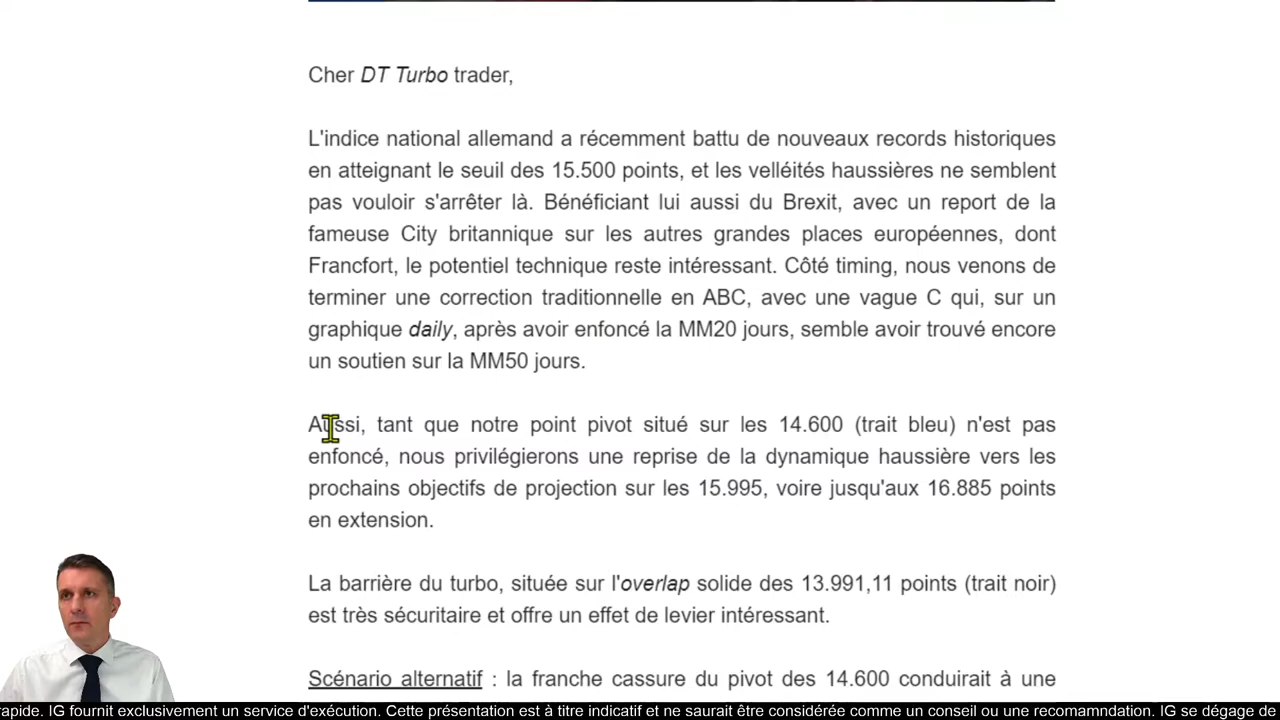 Cher DT Turbo trader,
L'indice national allemand a récemment battu de nouveaux records historiques
en atteignant le seuil des 15.500 points, et les velléités haussières ne semblent
pas vouloir s'arrêter là. Bénéficiant lui aussi du Brexit, avec un report de la
fameuse City britannique sur les autres grandes places européennes, dont
Francfort, le potentiel technique reste intéressant. Côté timing, nous venons de
terminer une correction traditionnelle en ABC, avec une vague C qui, sur un
graphique daily, après avoir enfoncé la MM20 jours, semble avoir trouvé encore
un soutien sur la MM50 jours.
Aussi, tant que notre point pivot situé sur les 14.600 (trait bleu) n'est pas
enfoncé, nous privilégierons une reprise de la dynamique haussière vers les
prochains objectifs de projection sur les 15.995, voire jusqu'aux 16.885 points
en extension.
La barrière du turbo, située sur l'overlap solide des 13.991,11 points (trait noir)
est très sécuritaire et offre un effet de levier intéressant.
Scénario alternatif : la franche cassure du pivot des 14.600 conduirait à une
rapide. IG fournit exclusivement un service d'exécution. Cette présentation est à titre indicatif et ne saurait être considérée comme un conseil ou une recomamndation. IG se dégage de